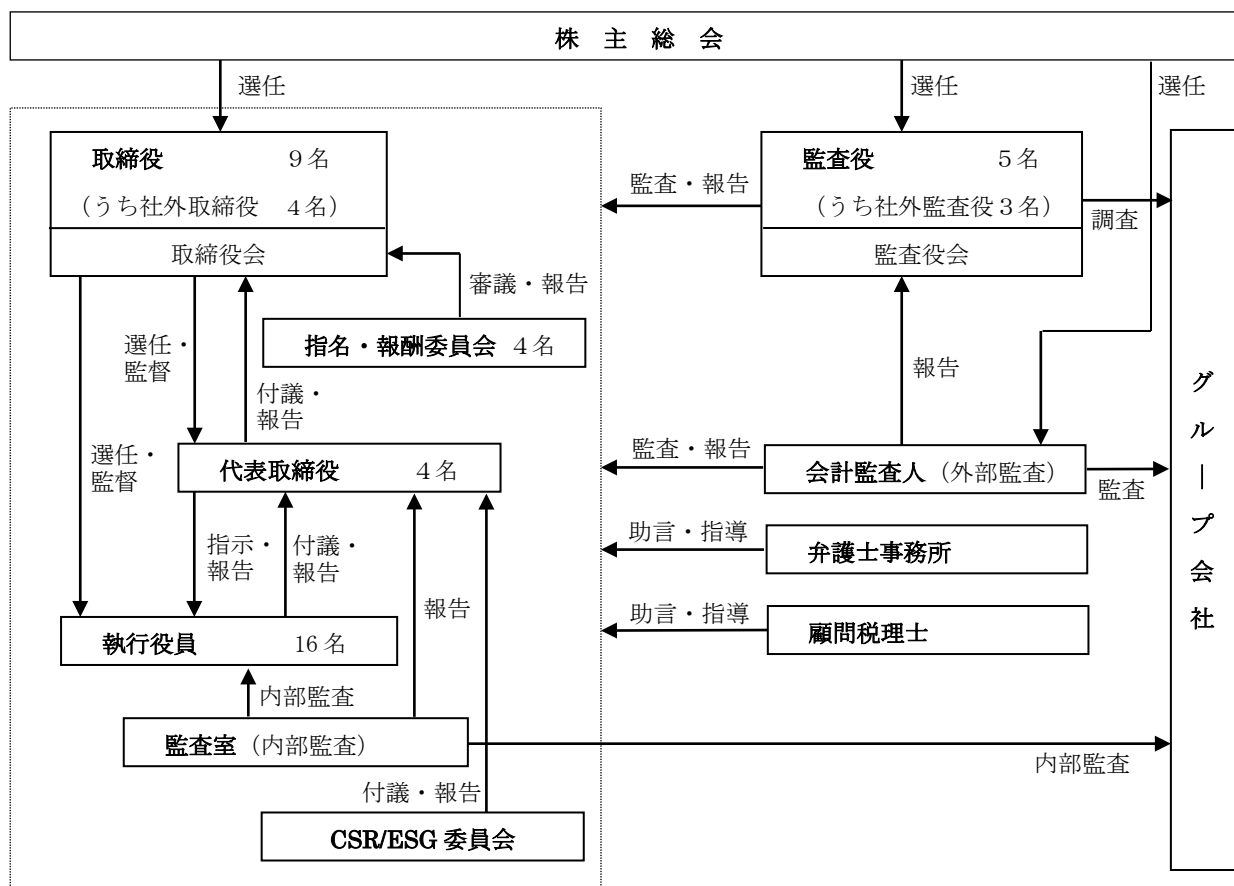 株 主 総 会
選任
選任
選任
取締役 9名
(うち社外取締役 4名)
取締役会
監査役 5名
(うち社外監査役3名)
監査役会
監査・報告
調査
審議・報告
指名・報酬委員会 4名
選任・
監督
付議・
報告
報告
選任・
監督
代表取締役 4名
監査・報告
会計監査人(外部監査)
監査
指示・
報告
付議・
報告
報告
助言・指導
弁護士事務所
助言・指導
顧問税理士
執行役員 16名
内部監査
監査室(内部監査)
内部監査
付議・報告
CSR/ESG 委員会
グ
ル
ー
プ
会
社